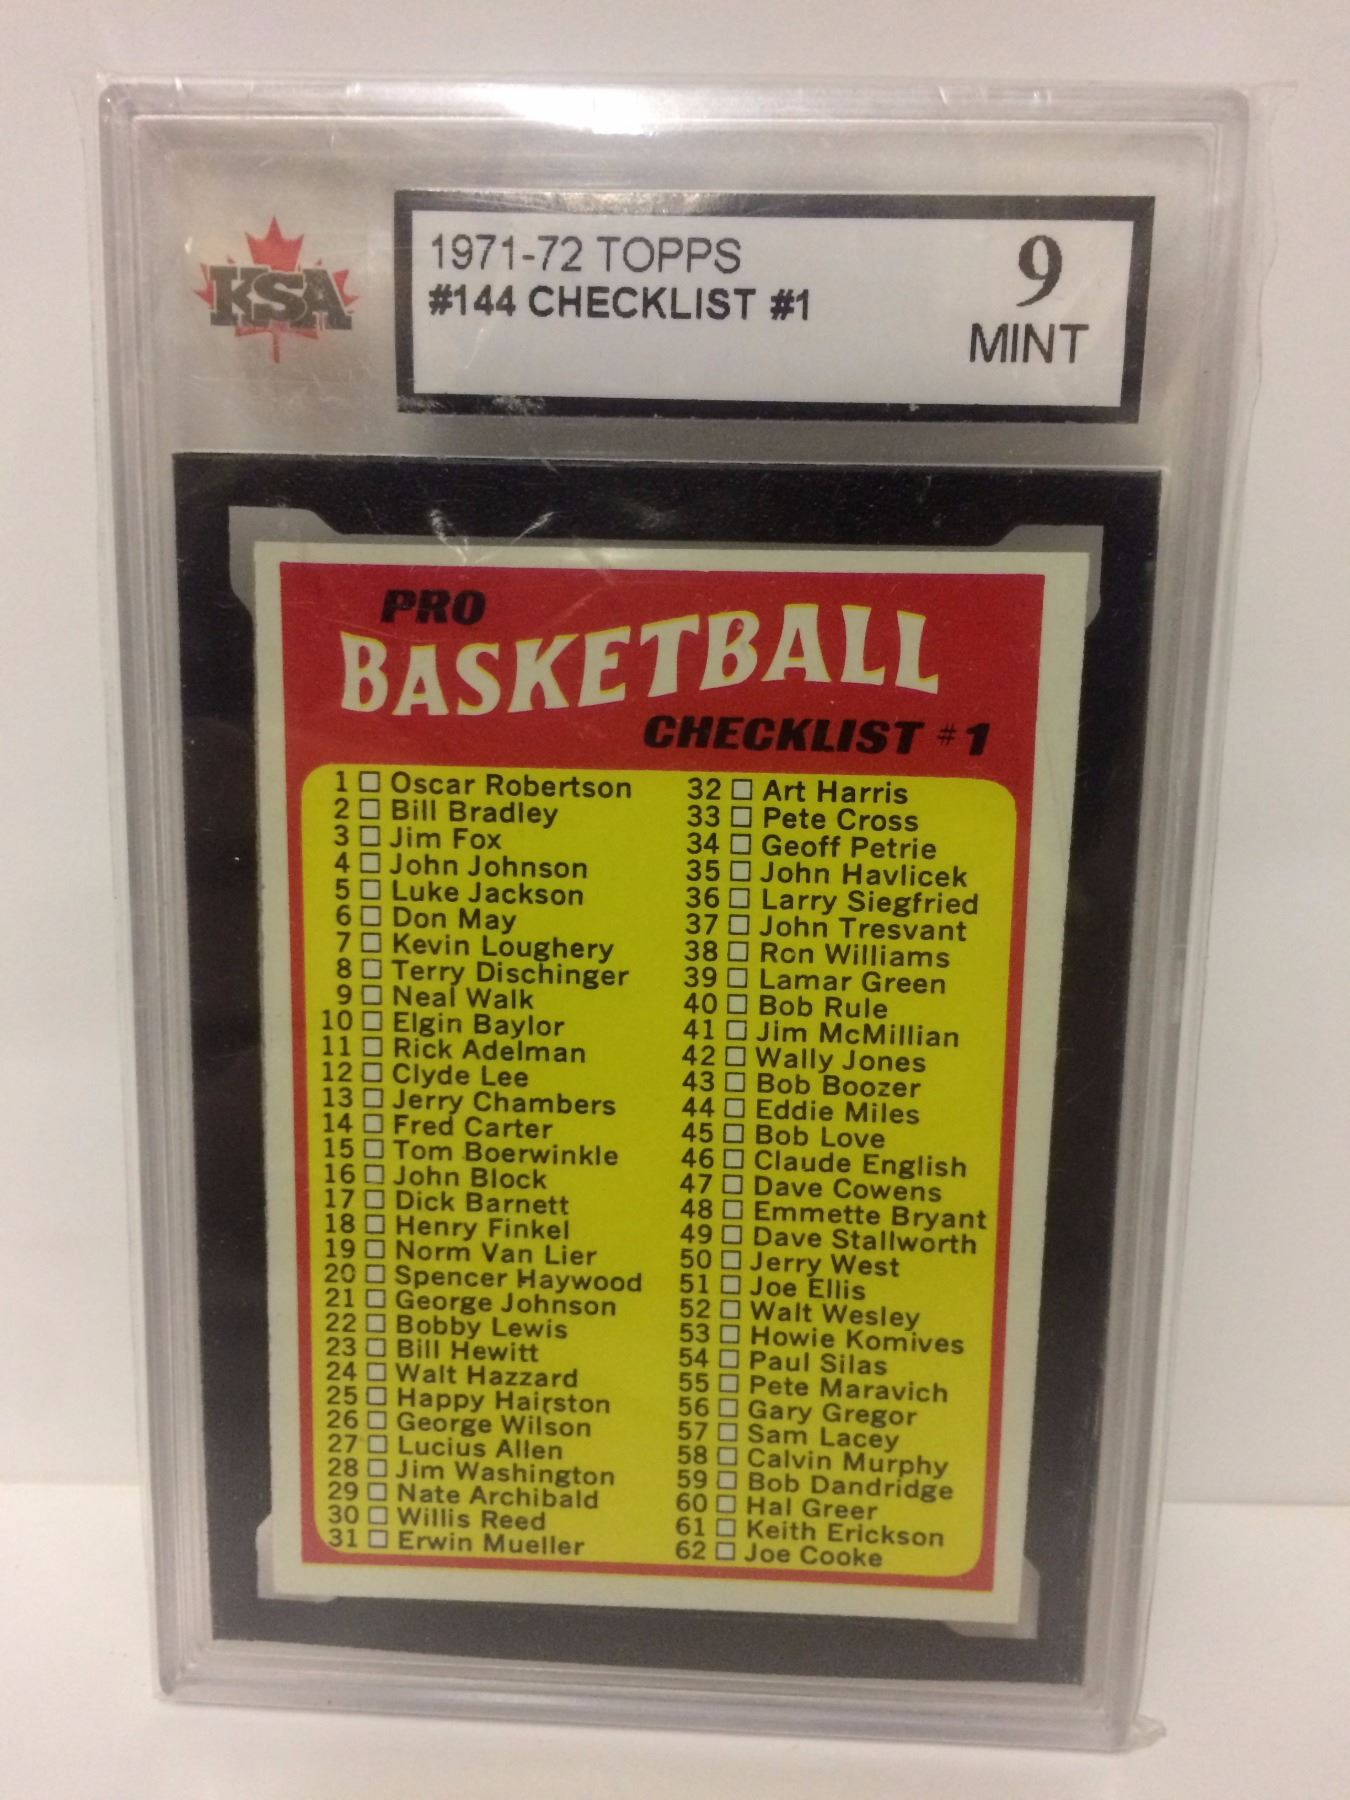 KSA
1971-72 TOPPS
#144 CHECKLIST #1
9
MINT
PRO
BASKETBALL
CHECKLIST #1
1 Oscar Robertson
2 Bill Bradley
3 Jim Fox
4 John Johnson
5 Luke Jackson
6 Don May
7 Kevin Loughery
8 Terry Dischinger
9 Neal Walk
10 Elgin Baylor
11 Rick Adelman
12 Clyde Lee
13 Jerry Chambers
14 Fred Carter
15 Tom Boerwinkle
16 John Block
17 Dick Barnett
18 Henry Finkel
19 Norm Van Lier
20 Spencer Haywood
21 George Johnson
22 Bobby Lewis
23 Bill Hewitt
24 Walt Hazzard
25 Happy Hairston
26 George Wilson
27 Lucius Allen
28 Jim Washington
29 Nate Archibald
30 Willis Reed
31 Erwin Mueller
32 Art Harris
33 Pete Cross
34 Geoff Petrie
35 John Havlicek
36 Larry Siegfried
37 John Tresvant
38 Ron Williams
39 Lamar Green
40 Bob Rule
41 Jim McMillian
42 Wally Jones
43 Bob Boozer
44 Eddie Miles
45 Bob Love
46 Claude English
47 Dave Cowens
48 Emmette Bryant
49 Dave Stallworth
50 Jerry West
51 Joe Ellis
52 Walt Wesley
53 Howie Komives
54 Paul Silas
55 Pete Maravich
56 Gary Gregor
57 Sam Lacey
58 Calvin Murphy
59 Bob Dandridge
60 Hal Greer
61 Keith Erickson
62 Joe Cooke